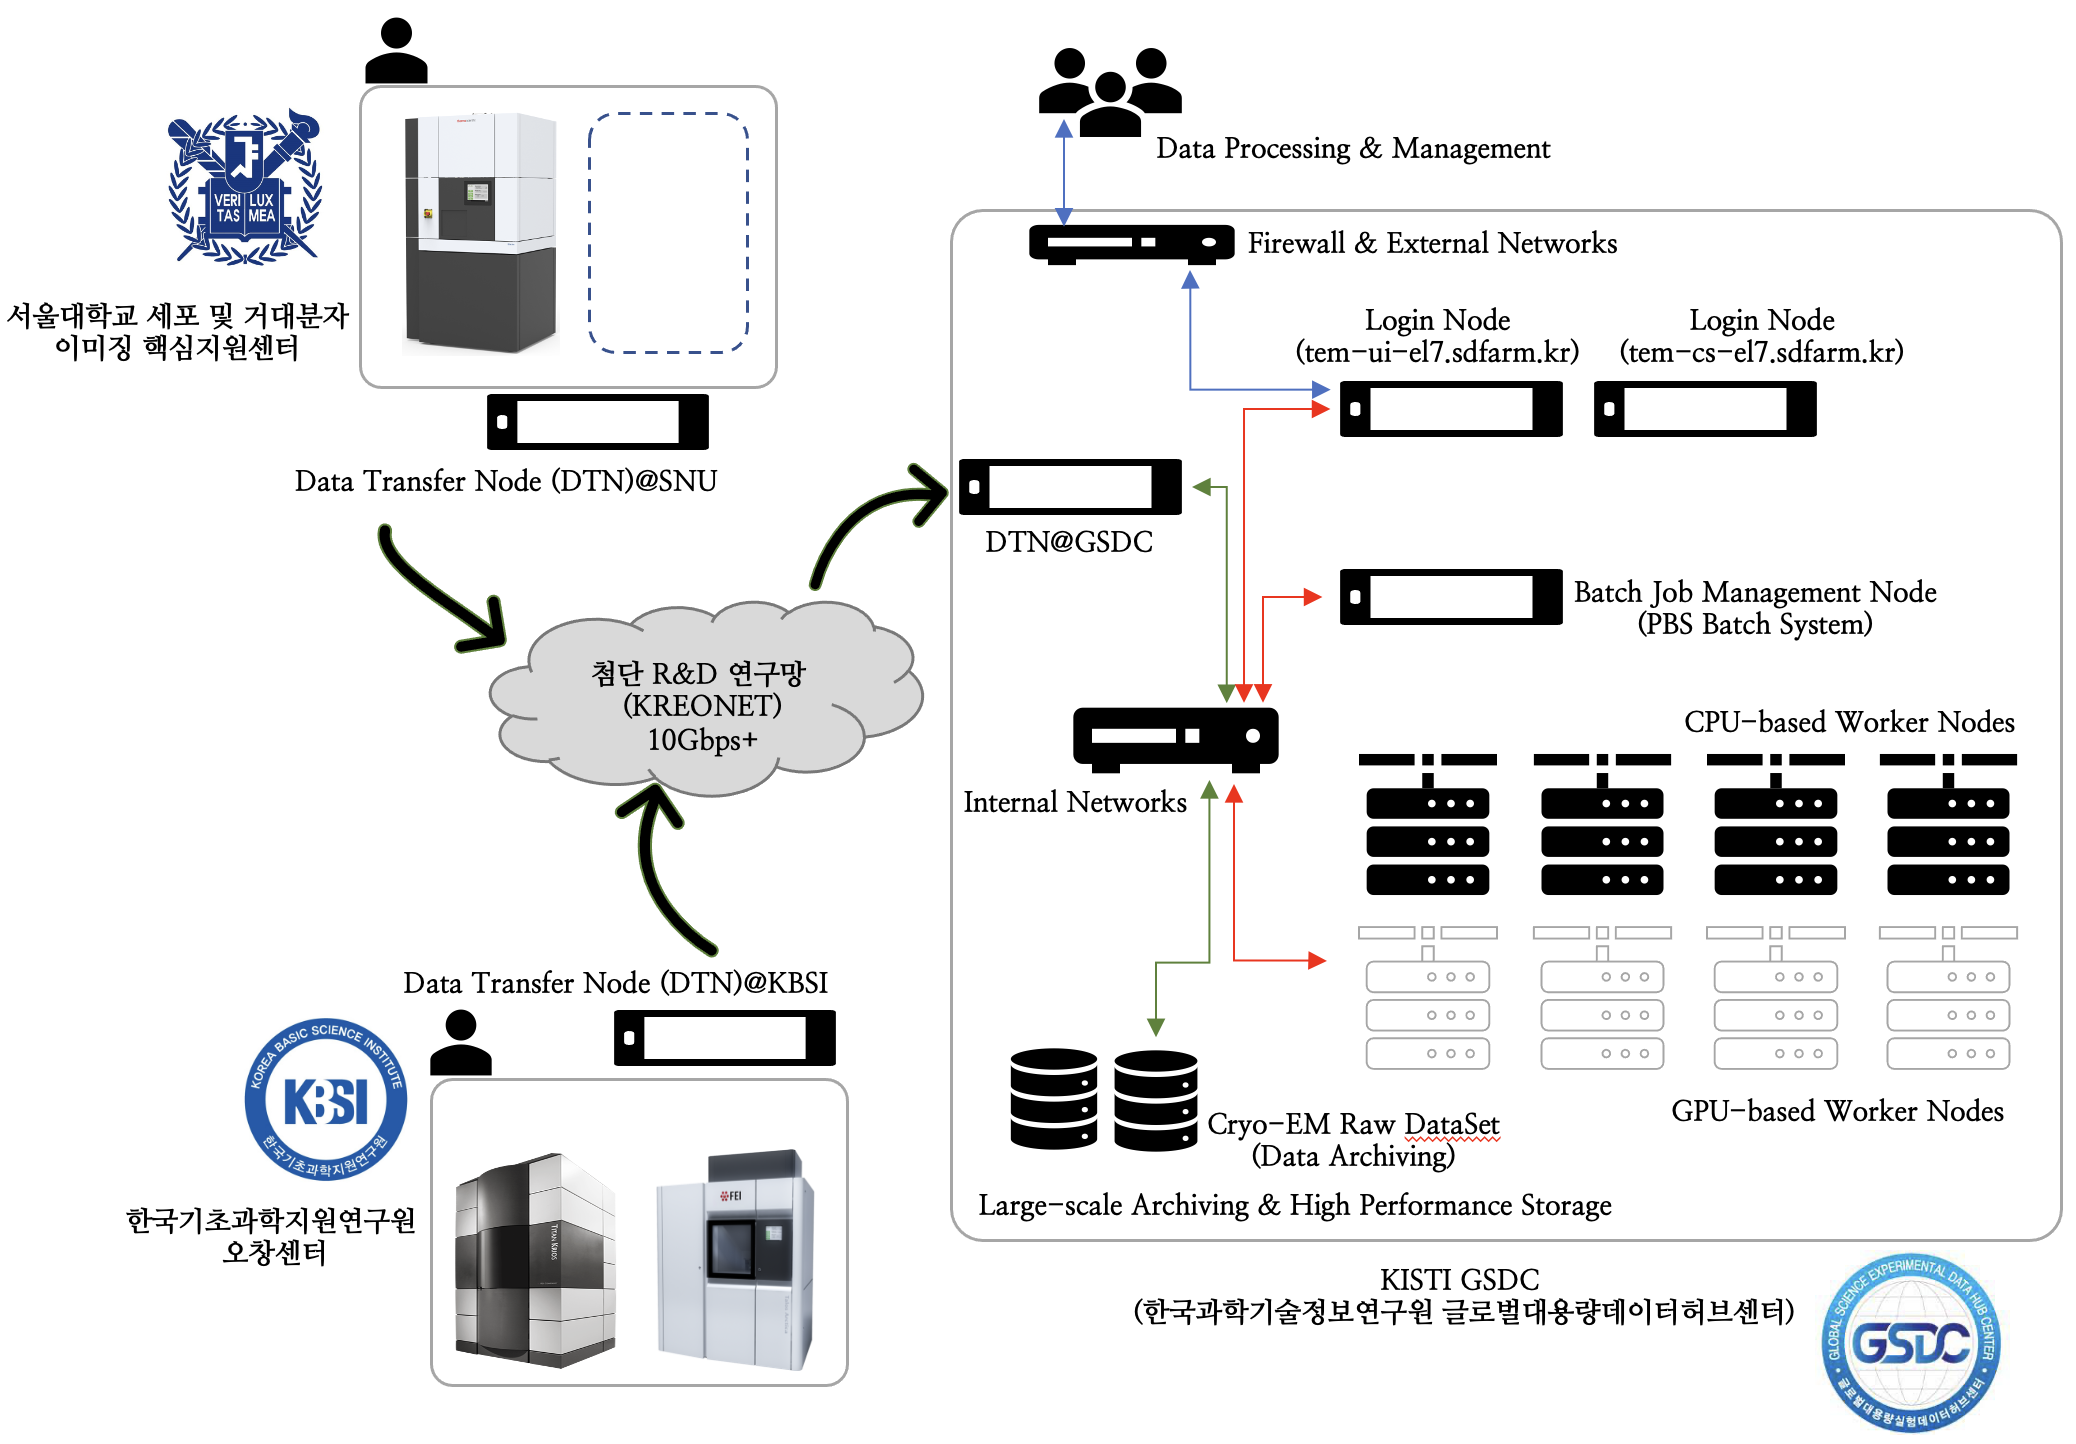 VERI LUX
TAS MEA
서울대학교 세포 및 거대분자
이미징 핵심지원센터
Data Transfer Node (DTN)@SNU
첨단 R&D 연구망
(KREONET)
10Gbps+
Data Transfer Node (DTN)@KBSI
KOREA BASIC SCIENCE INSTITUTE
KBSI
한국기초과학지원연구원
한국기초과학지원연구원
오창센터
TITAN KRIOS
FEI
Data Processing & Management
Firewall & External Networks
Login Node
(tem-ui-el7.sdfarm.kr)
Login Node
(tem-cs-el7.sdfarm.kr)
DTN@GSDC
Batch Job Management Node
(PBS Batch System)
Internal Networks
CPU-based Worker Nodes
GPU-based Worker Nodes
Cryo-EM Raw DataSet
(Data Archiving)
Large-scale Archiving & High Performance Storage
KISTI GSDC
(한국과학기술정보연구원 글로벌대용량데이터허브센터)
GLOBAL SCIENCE EXPERIMENTAL DATA HUB CENTER
GSDC
글로벌대용량실험데이터허브센터